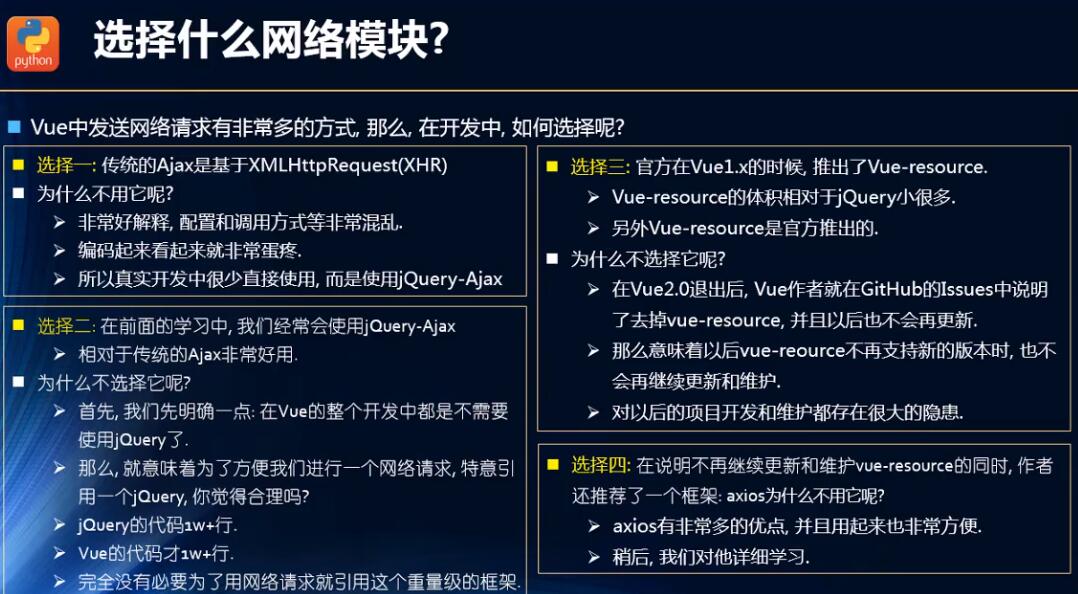 python
选择什么网络模块?
Vue中发送网络请求有非常多的方式, 那么, 在开发中, 如何选择呢?
选择一: 传统的Ajax是基于XMLHttpRequest(XHR)
为什么不用它呢?
非常好解释, 配置和调用方式等非常混乱.
编码起来看起来就非常蛋疼.
所以真实开发中很少直接使用, 而是使用jQuery-Ajax
选择二: 在前面的学习中, 我们经常会使用jQuery-Ajax
相对于传统的Ajax非常好用.
为什么不选择它呢?
首先, 我们先明确一点: 在Vue的整个开发中都是不需要
使用jQuery了.
那么, 就意味着为了方便我们进行一个网络请求, 特意引
用一个jQuery, 你觉得合理吗?
jQuery的代码1w+行.
Vue的代码才1w+行.
完全没有必要为了用网络请求就引用这个重量级的框架.
选择三: 官方在Vue1.x的时候, 推出了Vue-resource.
Vue-resource的体积相对于jQuery小很多.
另外Vue-resource是官方推出的.
为什么不选择它呢?
在Vue2.0退出后, Vue作者就在GitHub的Issues中说明
了去掉vue-resource, 并且以后也不会再更新.
那么意味着以后vue-reource不再支持新的版本时, 也不
会再继续更新和维护.
对以后的项目开发和维护都存在很大的隐患.
选择四: 在说明不再继续更新和维护vue-resource的同时, 作者
还推荐了一个框架: axios为什么不用它呢?
axios有非常多的优点, 并且用起来也非常方便.
稍后, 我们对他详细学习.